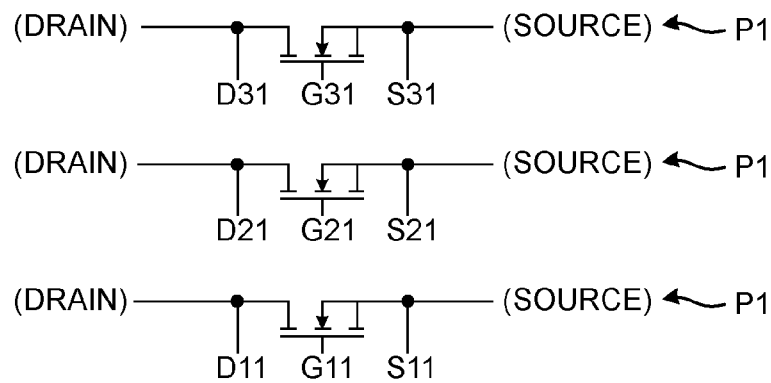 (DRAIN) (SOURCE) P1
D31 G31 S31
(DRAIN) (SOURCE) P1
D21 G21 S21
(DRAIN) (SOURCE) P1
D11 G11 S11